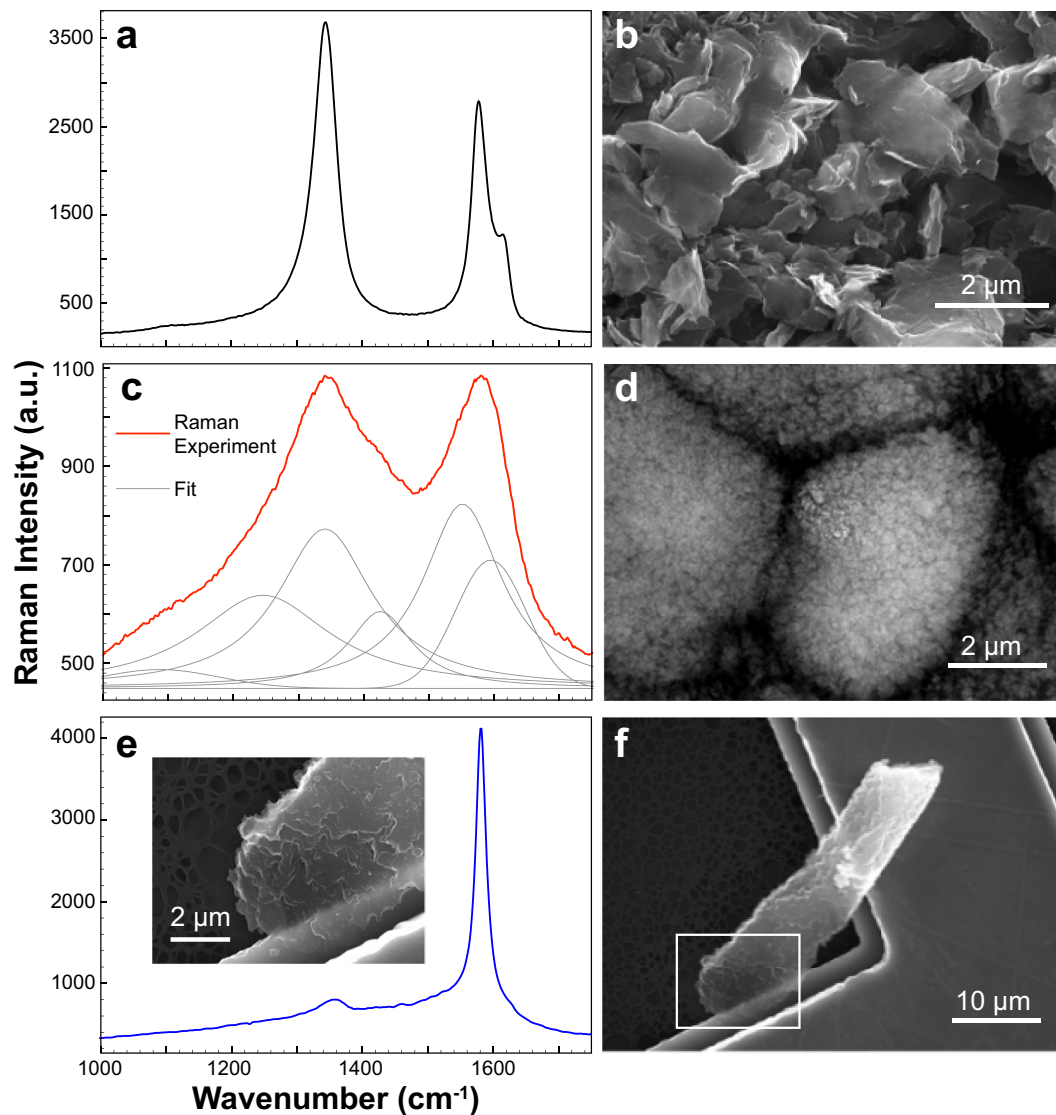 a
3500
2500
1500
500
b
2 µm
Raman Intensity (a.u.)
c
1100
900
700
500
Raman
Experiment
Fit
d
2 µm
e
4000
3000
2000
1000
2 µm
f
10 µm
1000
1200
1400
1600
Wavenumber (cm⁻¹)